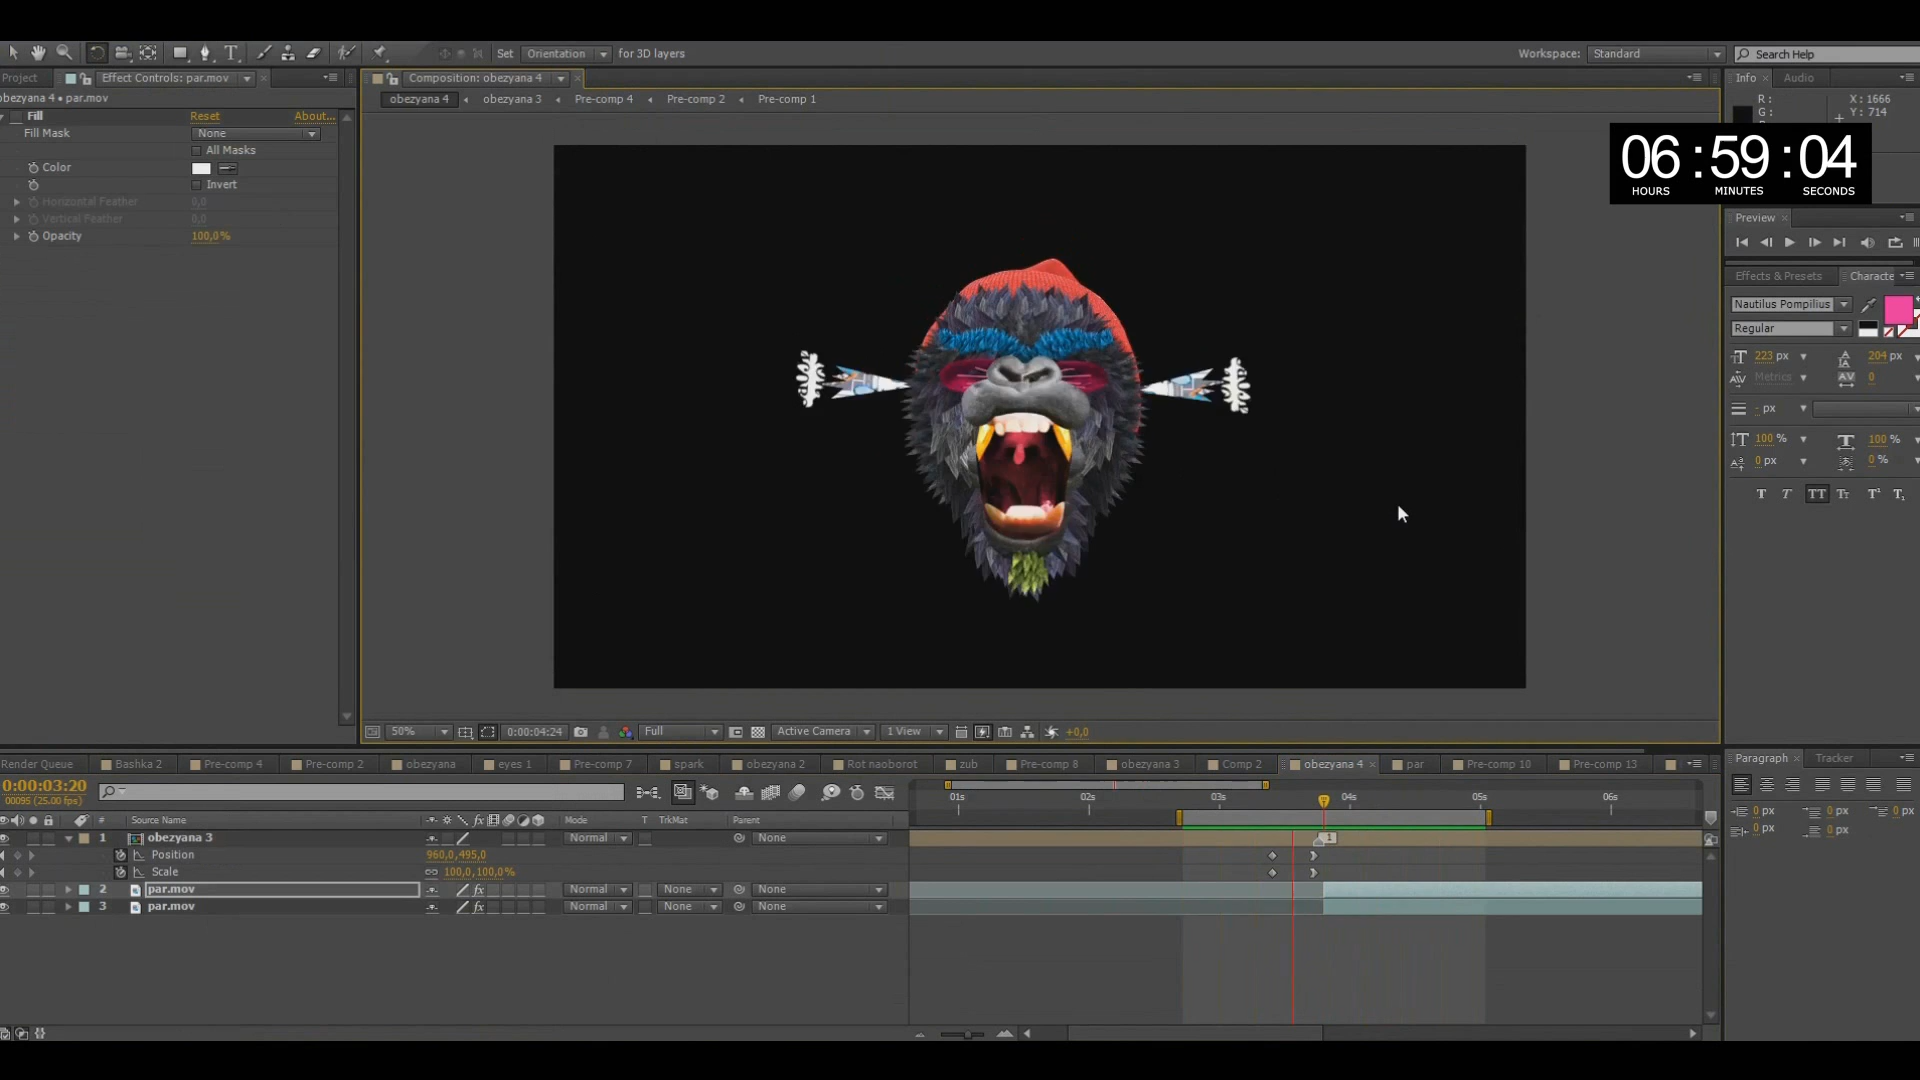 Set Orientation for 3D layers Workspace: Standard Search Help
Project Effect Controls: par.mov Composition: obezyana 4 Info Audio
obezyana 4 • par.mov obezyana 4 obezyana 3 Pre-comp 4 Pre-comp 2 Pre-comp 1
R: X: 1666
G: Y: 714
Fill Reset About...
Fill Mask None
All Masks
Color
Invert
Horizontal Feather 0,0
Vertical Feather 0,0
Opacity 100,0%
06 : 59 : 04
HOURS MINUTES SECONDS
Preview
Effects & Presets Characte
Nautilus Pompilius
Regular
223 px 204 px
Metrics 0
- px
100 % 100 %
0 px 0 %
T T TT Tt T¹ T₁
50% 0:00:04:24 Full Active Camera 1 View +0,0
Render Queue Bashka 2 Pre-comp 4 Pre-comp 2 obezyana eyes 1 Pre-comp 7 spark obezyana 2 Rot naoborot zub Pre-comp 8 obezyana 3 Comp 2 obezyana 4 par Pre-comp 10 Pre-comp 13
Paragraph Tracker
0:00:03:20
00095 (25.00 fps)
01s 02s 03s 04s 05s 06s
# Source Name Mode T TrkMat Parent
1 obezyana 3 Normal None
1
Position 960,0,495,0
Scale 100,0,100,0%
2 par.mov Normal None None
3 par.mov Normal None None
0 px 0 px 0 px
0 px 0 px